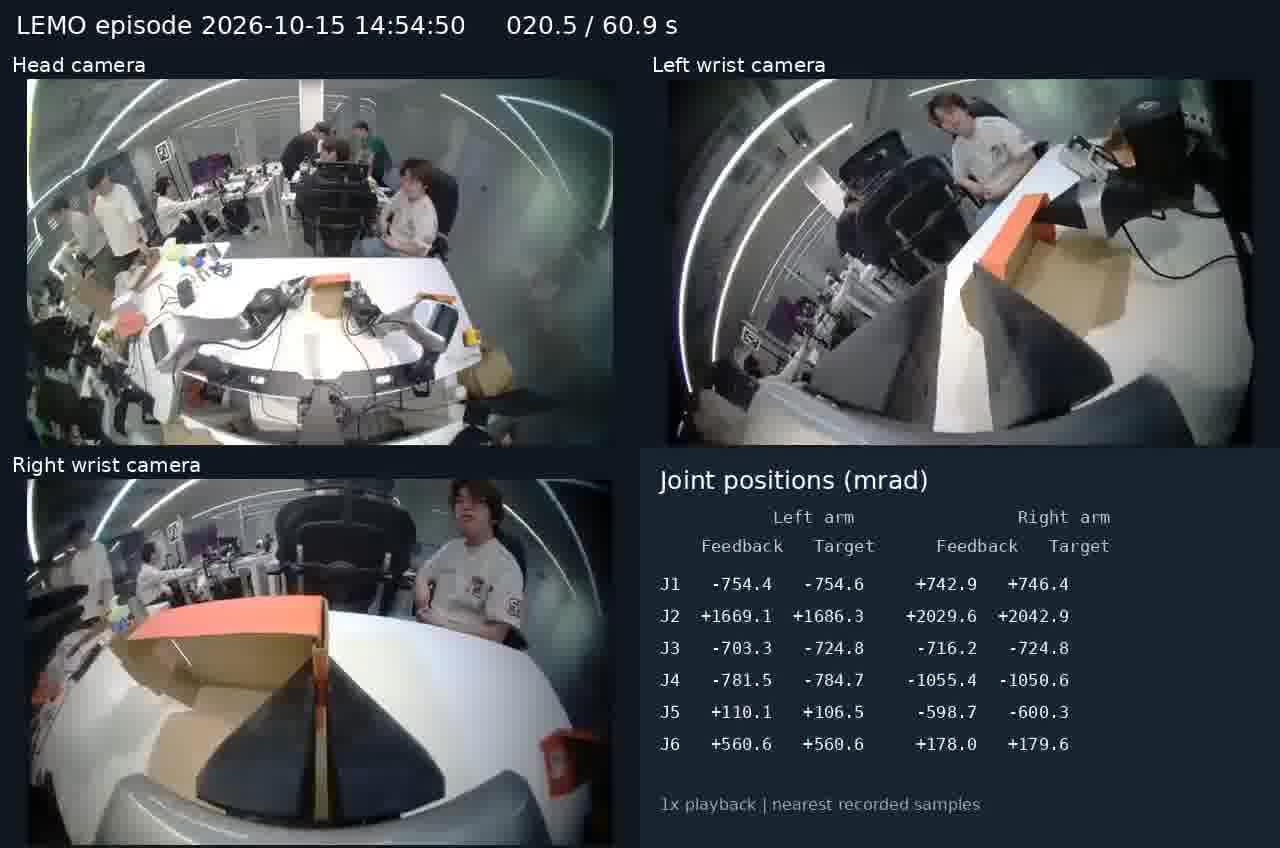 LEMO episode 2026-10-15 14:54:50 020.5 / 60.9 s
Head camera
Left wrist camera
Right wrist camera
Joint positions (mrad)
Left arm Right arm
Feedback Target Feedback Target
J1 -754.4 -754.6 +742.9 +746.4
J2 +1669.1 +1686.3 +2029.6 +2042.9
J3 -703.3 -724.8 -716.2 -724.8
J4 -781.5 -784.7 -1055.4 -1050.6
J5 +110.1 +106.5 -598.7 -600.3
J6 +560.6 +560.6 +178.0 +179.6
1x playback | nearest recorded samples